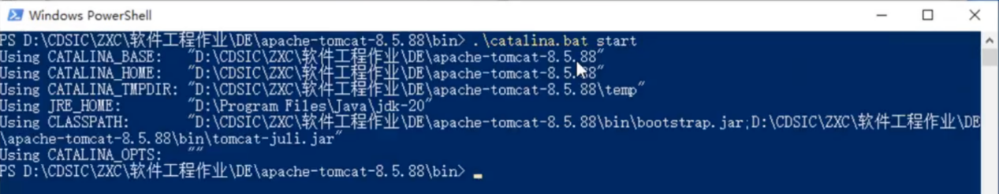 Windows PowerShell
PS D:\CDSIC\ZXC\软件工程作业\DE\apache-tomcat-8.5.88\bin> .\catalina.bat start
Using CATALINA_BASE:   "D:\CDSIC\ZXC\软件工程作业\DE\apache-tomcat-8.5.88"
Using CATALINA_HOME:   "D:\CDSIC\ZXC\软件工程作业\DE\apache-tomcat-8.5.88"
Using CATALINA_TMPDIR: "D:\CDSIC\ZXC\软件工程作业\DE\apache-tomcat-8.5.88\temp"
Using JRE_HOME:        "D:\Program Files\Java\jdk-20"
Using CLASSPATH:       "D:\CDSIC\ZXC\软件工程作业\DE\apache-tomcat-8.5.88\bin\bootstrap.jar;D:\CDSIC\ZXC\软件工程作业\DE
\apache-tomcat-8.5.88\bin\tomcat-juli.jar"
Using CATALINA_OPTS:   ""
PS D:\CDSIC\ZXC\软件工程作业\DE\apache-tomcat-8.5.88\bin>